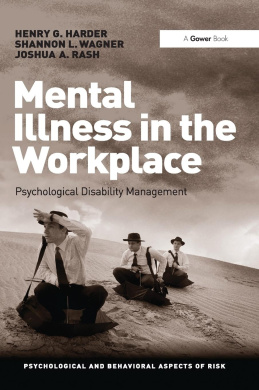 HENRY G. HARDER
SHANNON L. WAGNER
JOSHUA A. RASH
A Gower Book
Mental
Illness in the
Workplace
Psychological Disability Management
PSYCHOLOGICAL AND BEHAVIORAL ASPECTS OF RISK